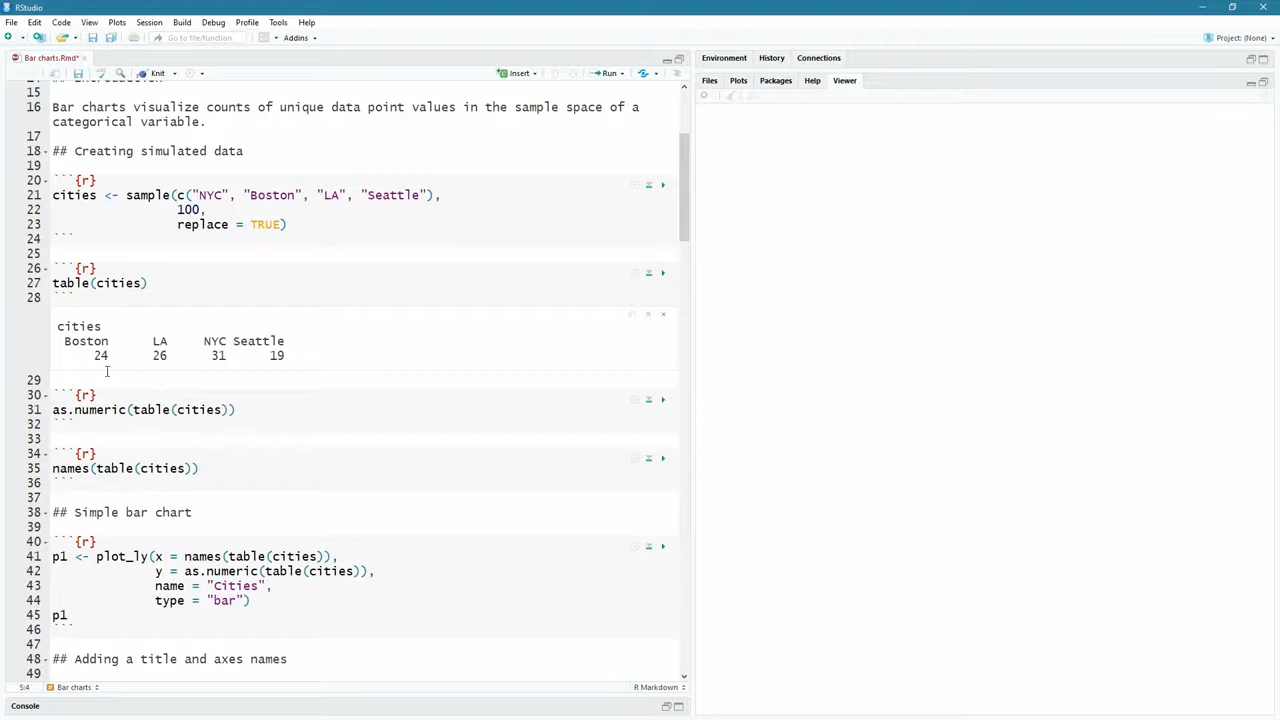 RStudio
File Edit Code View Plots Session Build Debug Profile Tools Help
Go to file/function Addins Project: (None)
Bar charts.Rmd*
Knit Insert Run
15
16 Bar charts visualize counts of unique data point values in the sample space of a
categorical variable.
17
18 ## Creating simulated data
19
20 ```{r}
21 cities <- sample(c("NYC", "Boston", "LA", "Seattle"),
22 100,
23 replace = TRUE)
24 ```
25
26 ```{r}
27 table(cities)
28 ```
cities
Boston LA NYC Seattle
24 26 31 19
29
30 ```{r}
31 as.numeric(table(cities))
32 ```
33
34 ```{r}
35 names(table(cities))
36 ```
37
38 ## Simple bar chart
39
40 ```{r}
41 p1 <- plot_ly(x = names(table(cities)),
42 y = as.numeric(table(cities)),
43 name = "Cities",
44 type = "bar")
45 p1
46 ```
47
48 ## Adding a title and axes names
49
5:4 Bar charts R Markdown
Console
Environment History Connections
Files Plots Packages Help Viewer